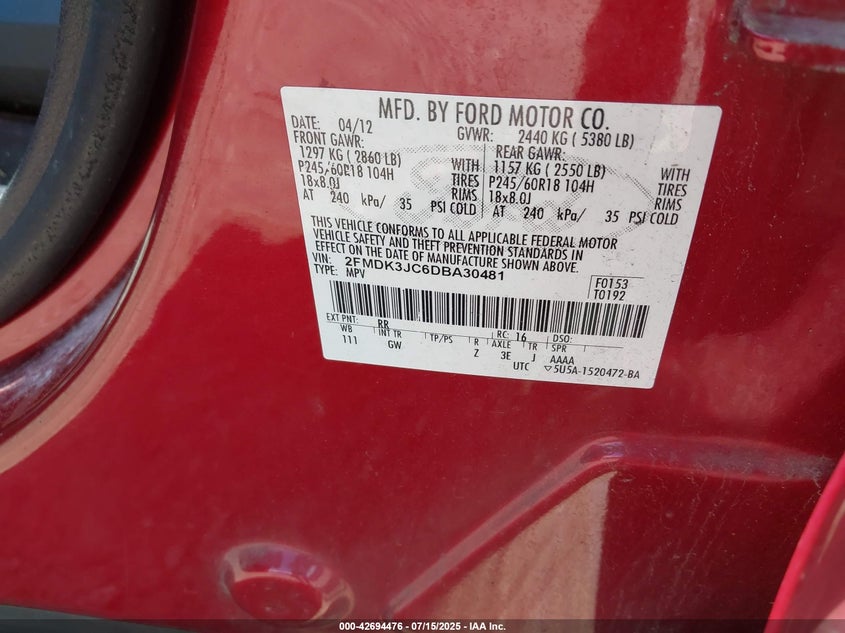 MFD. BY FORD MOTOR CO.
DATE: 04/12 GVWR: 2440 KG ( 5380 LB)
FRONT GAWR: REAR GAWR:
1297 KG ( 2860 LB) WITH 1157 KG ( 2550 LB) WITH
P245/60R18 104H TIRES P245/60R18 104H TIRES
18x8.0J RIMS 18x8.0J RIMS
AT 240 kPa/ 35 PSI COLD AT 240 kPa/ 35 PSI COLD
THIS VEHICLE CONFORMS TO ALL APPLICABLE FEDERAL MOTOR
VEHICLE SAFETY AND THEFT PREVENTION STANDARDS IN
EFFECT ON THE DATE OF MANUFACTURE SHOWN ABOVE.
VIN: 2FMDK3JC6DBA30481 F0153
TYPE: MPV T0192
EXT PNT: RR RC: 16 DSO:
WB INT TR TP/PS R AXLE TR SPR
111 GW Z 3E J AAAA
UTC ▽5U5A-1520472-BA
000-42694476 - 07/15/2025 - IAA Inc.